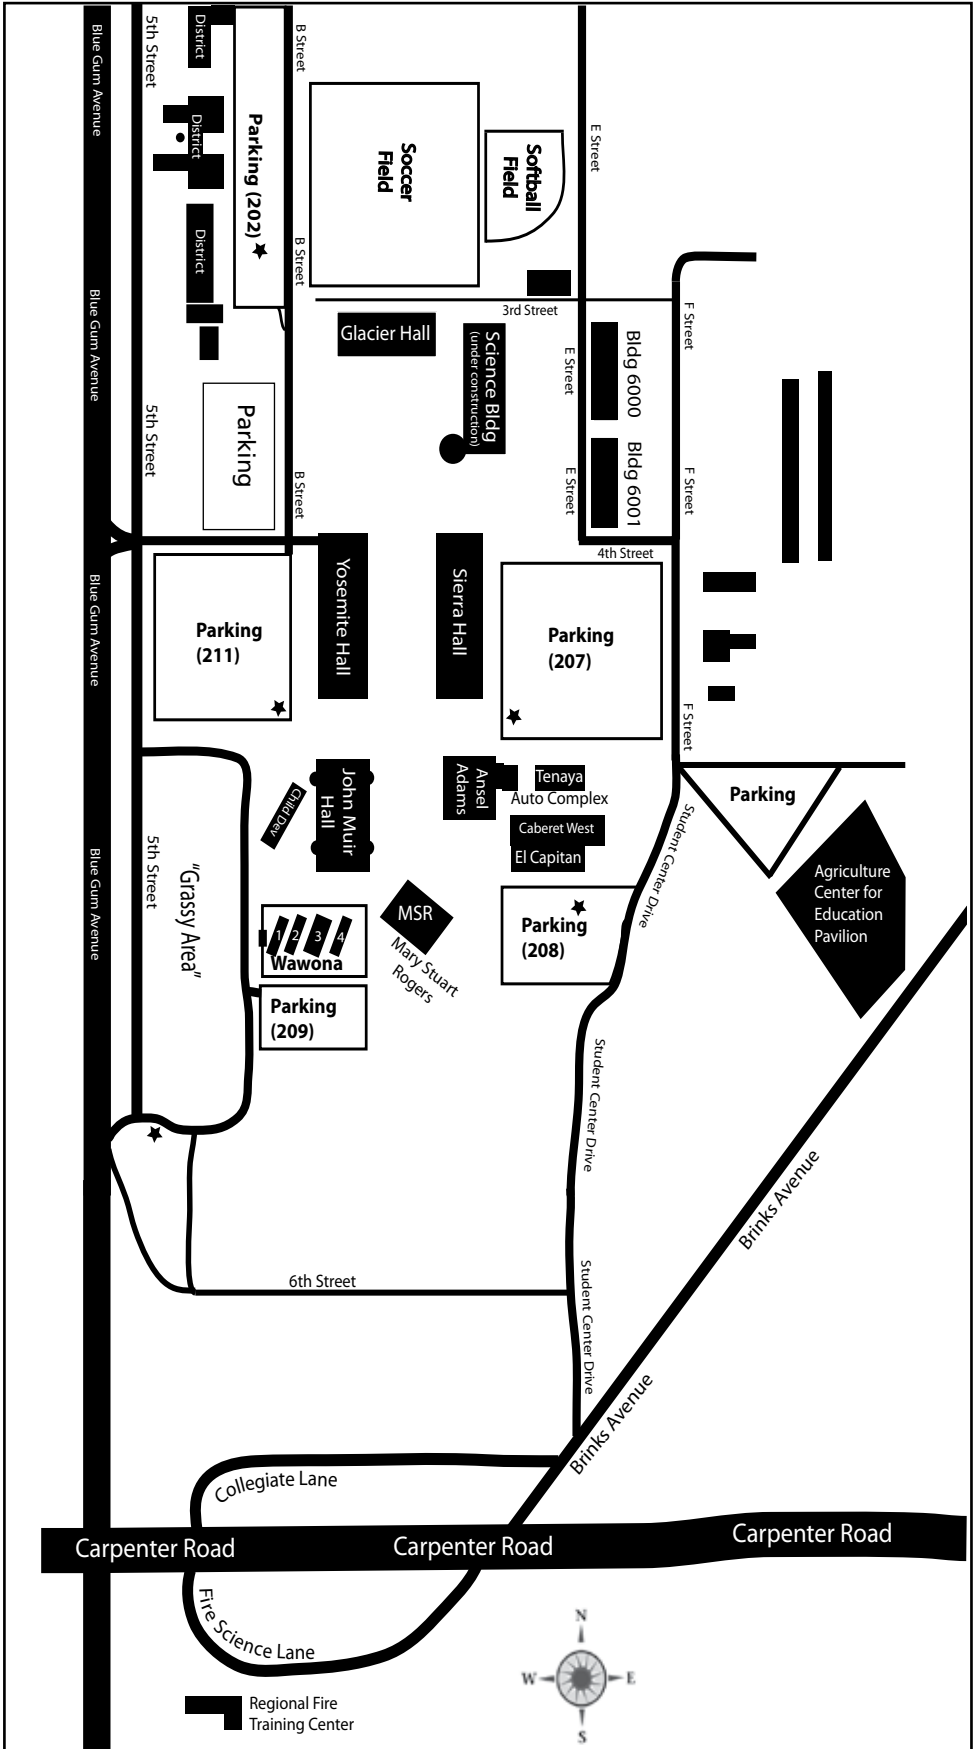 Blue Gum Avenue
5th Street
District
B Street
District
Parking (202)
Soccer
Field
Softball
Field
E Street
District
B Street
3rd Street
F Street
Blue Gum Avenue
Glacier Hall
Science Bldg
(under construction)
E Street
Bldg 6000
5th Street
Parking
B Street
E Street
Bldg 6001
F Street
4th Street
Blue Gum Avenue
Parking
(211)
Yosemite Hall
Sierra Hall
Parking
(207)
F Street
John Muir
Hall
Child Dev
Ansel
Adams
Tenaya
Auto Complex
Caberet West
El Capitan
Student Center Drive
Parking
Agriculture
Center for
Education
Pavilion
Blue Gum Avenue
5th Street
"Grassy Area"
1
2
3
4
Wawona
MSR
Mary Stuart
Rogers
Parking
(208)
Parking
(209)
Student Center Drive
Brinks Avenue
6th Street
Student Center Drive
Brinks Avenue
Collegiate Lane
Carpenter Road
Carpenter Road
Carpenter Road
Fire Science Lane
N
W
E
S
Regional Fire
Training Center